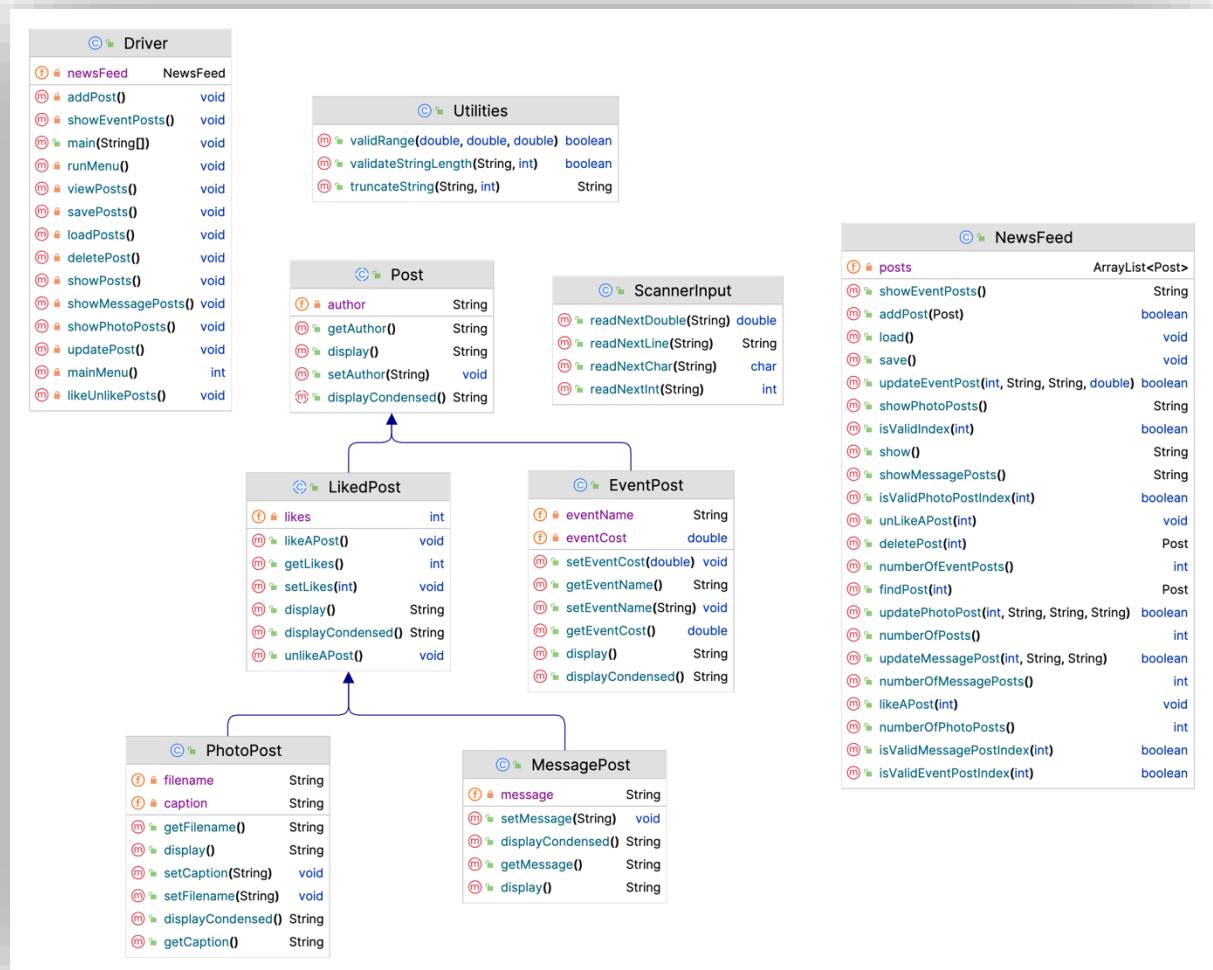 Driver
newsFeed NewsFeed
addPost() void
showEventPosts() void
main(String[]) void
runMenu() void
viewPosts() void
savePosts() void
loadPosts() void
deletePost() void
showPosts() void
showMessagePosts() void
showPhotoPosts() void
updatePost() void
mainMenu() int
likeUnlikePosts() void
Utilities
validRange(double, double, double) boolean
validateStringLength(String, int) boolean
truncateString(String, int) String
Post
author String
getAuthor() String
display() String
setAuthor(String) void
displayCondensed() String
ScannerInput
readNextDouble(String) double
readNextLine(String) String
readNextChar(String) char
readNextInt(String) int
NewsFeed
posts ArrayList<Post>
showEventPosts() String
addPost(Post) boolean
load() void
save() void
updateEventPost(int, String, String, double) boolean
showPhotoPosts() String
isValidIndex(int) boolean
show() String
showMessagePosts() String
isValidPhotoPostIndex(int) boolean
unLikeAPost(int) void
deletePost(int) Post
numberOfEventPosts() int
findPost(int) Post
updatePhotoPost(int, String, String, String) boolean
numberOfPosts() int
updateMessagePost(int, String, String) boolean
numberOfMessagePosts() int
likeAPost(int) void
numberOfPhotoPosts() int
isValidMessagePostIndex(int) boolean
isValidEventPostIndex(int) boolean
LikedPost
likes int
likeAPost() void
getLikes() int
setLikes(int) void
display() String
displayCondensed() String
unlikeAPost() void
EventPost
eventName String
eventCost double
setEventCost(double) void
getEventName() String
setEventName(String) void
getEventCost() double
display() String
displayCondensed() String
PhotoPost
filename String
caption String
getFilename() String
display() String
setCaption(String) void
setFilename(String) void
displayCondensed() String
getCaption() String
MessagePost
message String
setMessage(String) void
displayCondensed() String
getMessage() String
display() String